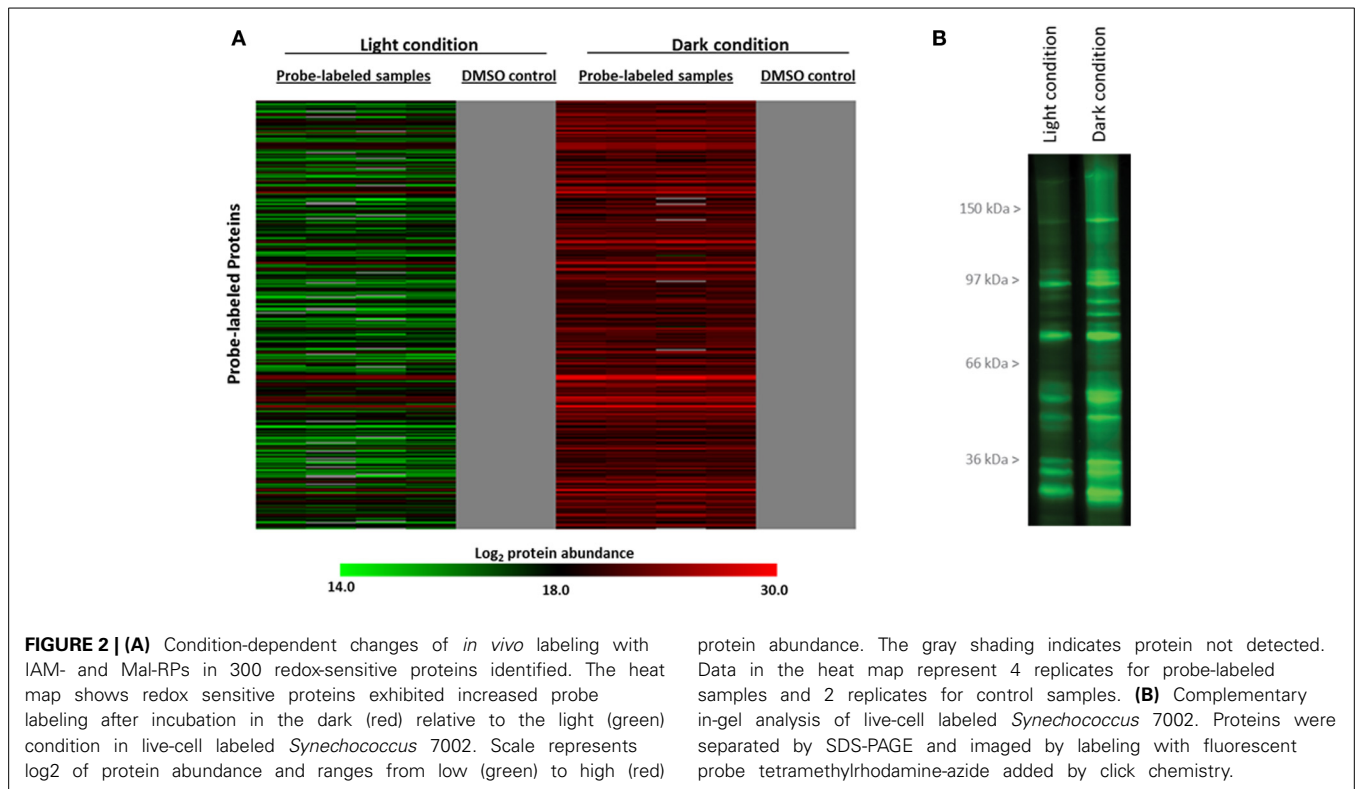 A
Light condition
Dark condition
Probe-labeled samples
DMSO control
Probe-labeled samples
DMSO control
Probe-labeled Proteins
Log2 protein abundance
14.0
18.0
30.0
B
Light condition
Dark condition
150 kDa >
97 kDa >
66 kDa >
36 kDa >
FIGURE 2 | (A) Condition-dependent changes of in vivo labeling with
IAM- and Mal-RPs in 300 redox-sensitive proteins identified. The heat
map shows redox sensitive proteins exhibited increased probe
labeling after incubation in the dark (red) relative to the light (green)
condition in live-cell labeled Synechococcus 7002. Scale represents
log2 of protein abundance and ranges from low (green) to high (red)
protein abundance. The gray shading indicates protein not detected.
Data in the heat map represent 4 replicates for probe-labeled
samples and 2 replicates for control samples. (B) Complementary
in-gel analysis of live-cell labeled Synechococcus 7002. Proteins were
separated by SDS-PAGE and imaged by labeling with fluorescent
probe tetramethylrhodamine-azide added by click chemistry.